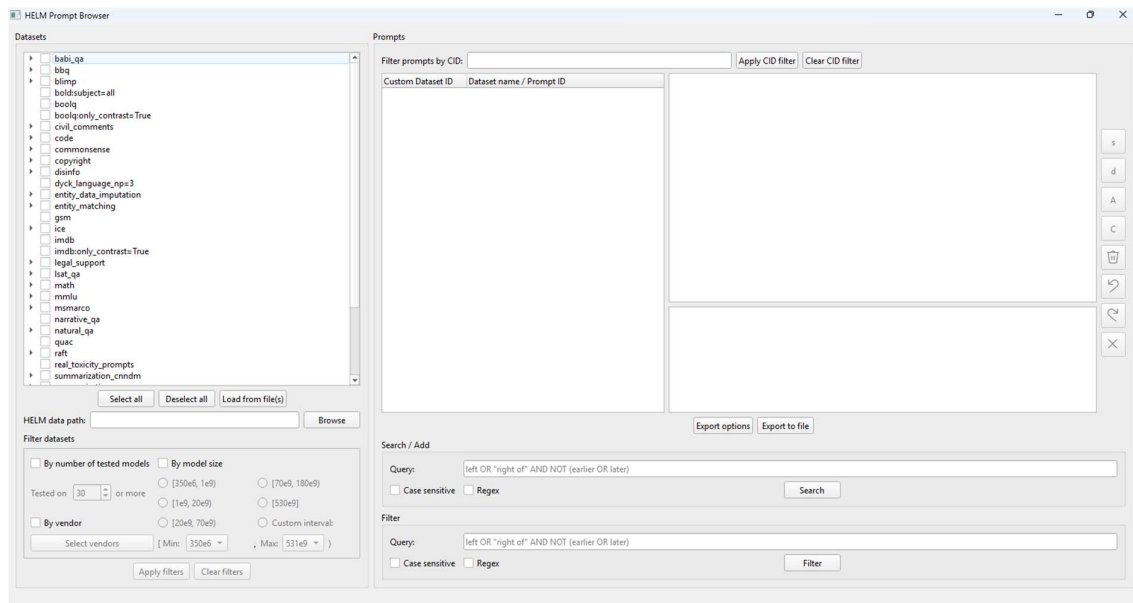 HELM Prompt Browser
Datasets
babi_qa
bbq
blimp
bold:subject=all
boolq
boolq:only_contrast=True
civil_comments
code
commonsense
copyright
disinfo
dyck_language_np=3
entity_data_imputation
entity_matching
gsm
ice
imdb
imdb:only_contrast=True
legal_support
lsat_qa
math
mmlu
msmarco
narrative_qa
natural_qa
quac
raft
real_toxicity_prompts
summarization_cnndm
Select all Deselect all Load from file(s)
HELM data path: Browse
Filter datasets
By number of tested models By model size
Tested on 30 or more
[350e6, 1e9) [70e9, 180e9)
[1e9, 20e9) [530e9]
By vendor [20e9, 70e9) Custom interval:
Select vendors [ Min: 350e6 , Max: 531e9 )
Apply filters Clear filters
Prompts
Filter prompts by CID: Apply CID filter Clear CID filter
Custom Dataset ID Dataset name / Prompt ID
s
d
A
C
Export options Export to file
Search / Add
Query: left OR "right of" AND NOT (earlier OR later)
Case sensitive Regex Search
Filter
Query: left OR "right of" AND NOT (earlier OR later)
Case sensitive Regex Filter